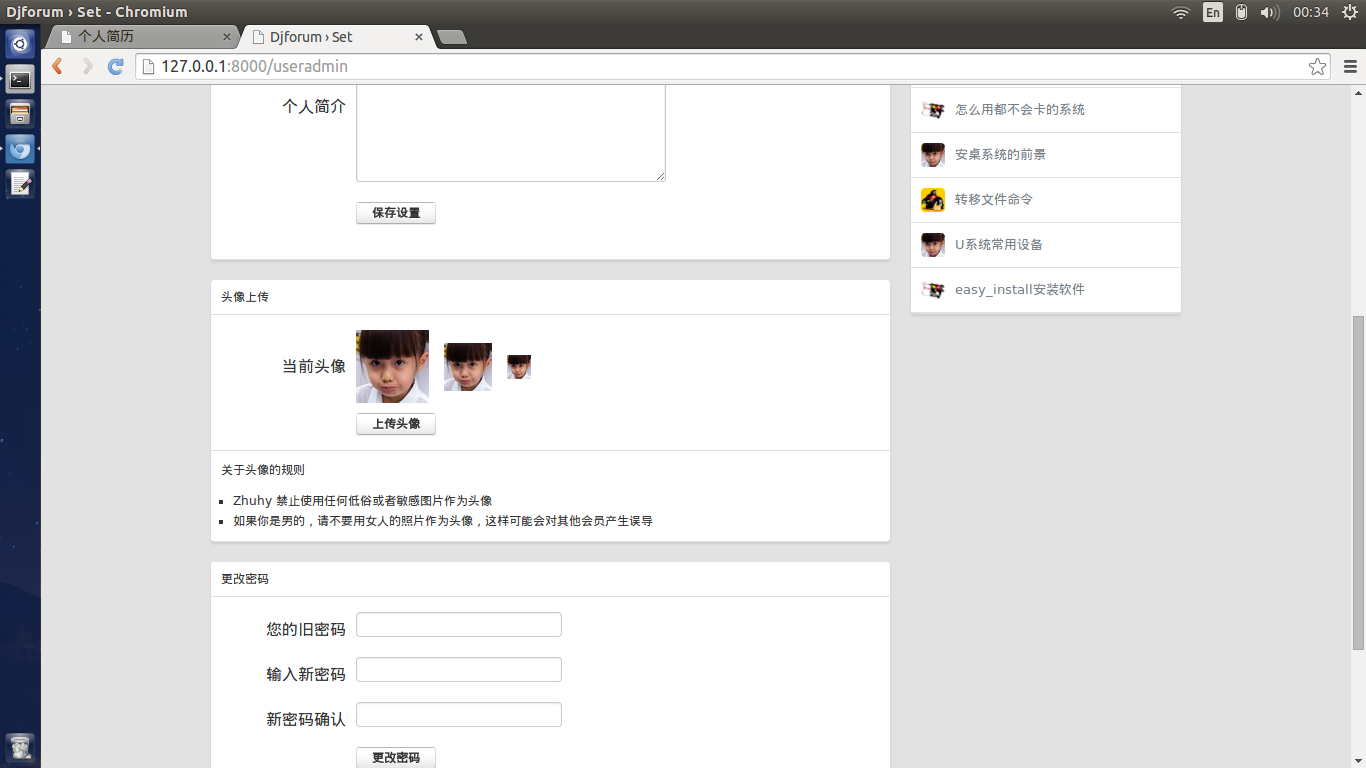 Djforum › Set - Chromium
En
00:34
个人简历
Djforum › Set
127.0.0.1:8000/useradmin
个人简介
保存设置
怎么用都不会卡的系统
安桌系统的前景
转移文件命令
U系统常用设备
easy_install安装软件
头像上传
当前头像
上传头像
关于头像的规则
Zhuhy 禁止使用任何低俗或者敏感图片作为头像
如果你是男的，请不要用女人的照片作为头像，这样可能会对其他会员产生误导
更改密码
您的旧密码
输入新密码
新密码确认
更改密码